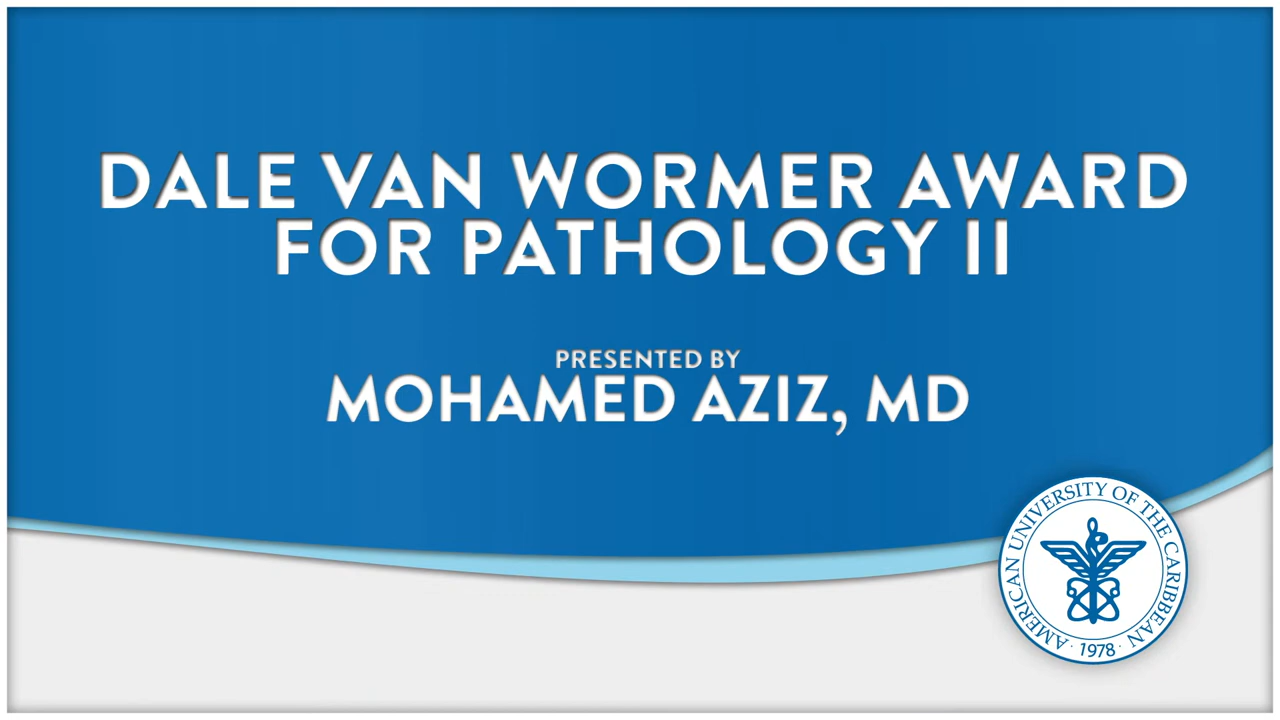 DALE VAN WORMER AWARD
FOR PATHOLOGY II
PRESENTED BY
MOHAMED AZIZ, MD
AMERICAN UNIVERSITY OF THE CARIBBEAN
· 1978 ·